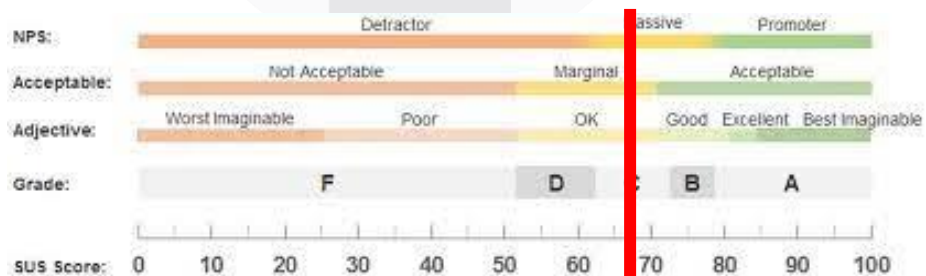 Detractor assive Promoter
NPS:
Not Acceptable Marginal Acceptable
Acceptable:
Worst Imaginable Poor OK Good Excellent Best Imaginable
Adjective:
Grade: F D B A
SUS Score: 0 10 20 30 40 50 60 70 80 90 100